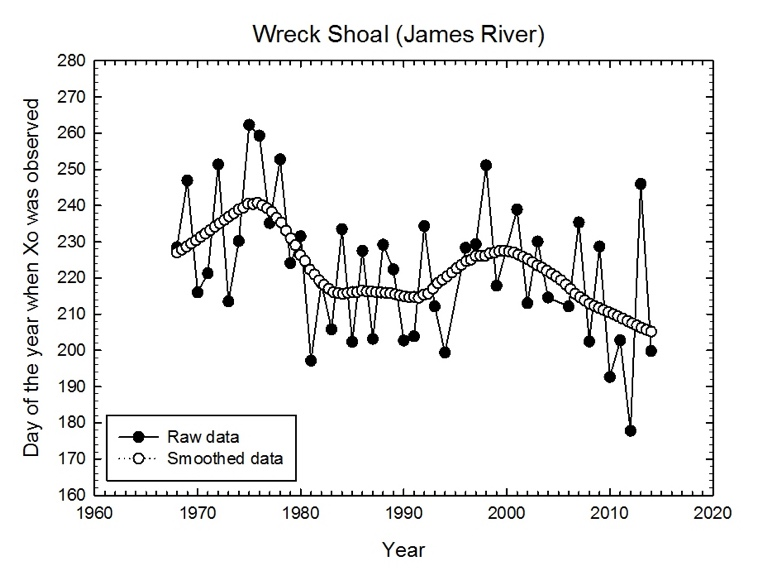 Wreck Shoal (James River)
Day of the year when Xo was observed
280
270
260
250
240
230
220
210
200
190
180
170
160
Raw data
Smoothed data
1960 1970 1980 1990 2000 2010 2020
Year